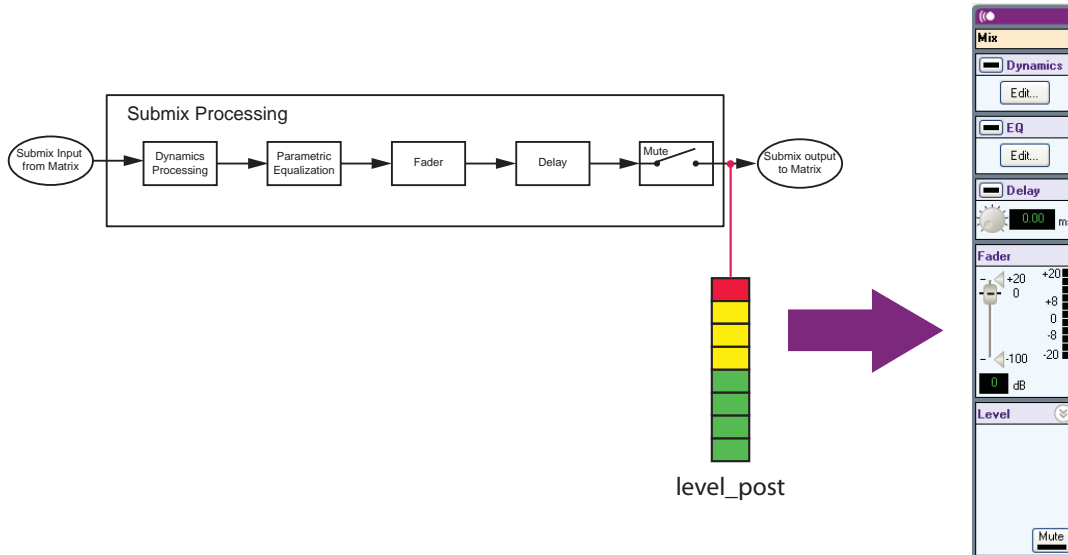 Submix Processing
Submix Input
from Matrix
Dynamics
Processing
Parametric
Equalization
Fader
Delay
Mute
Submix output
to Matrix
level_post
Mix
Dynamics
Edit...
EQ
Edit...
Delay
0.00
Fader
+20
0
-100
+20
+8
0
-8
-20
0 dB
Level
Mute